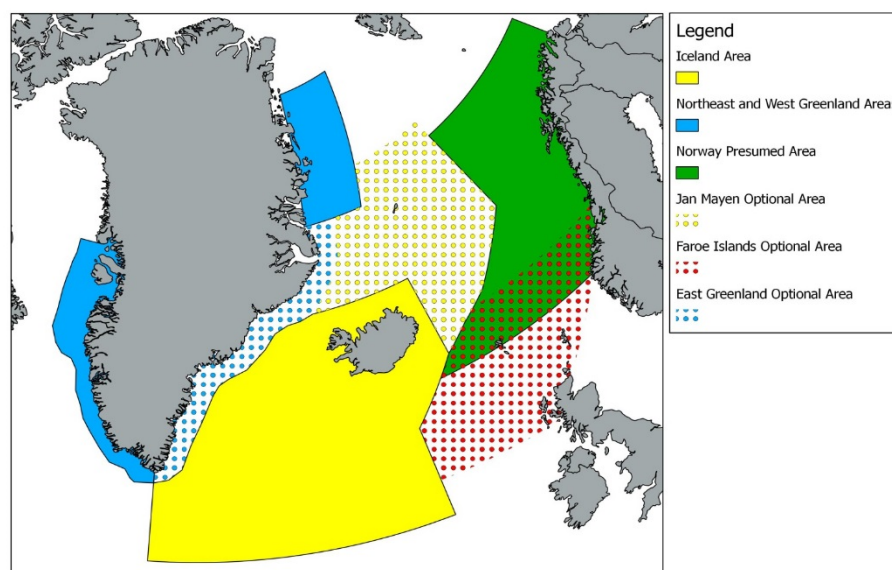 Legend
Iceland Area
Northeast and West Greenland Area
Norway Presumed Area
Jan Mayen Optional Area
Faroe Islands Optional Area
East Greenland Optional Area